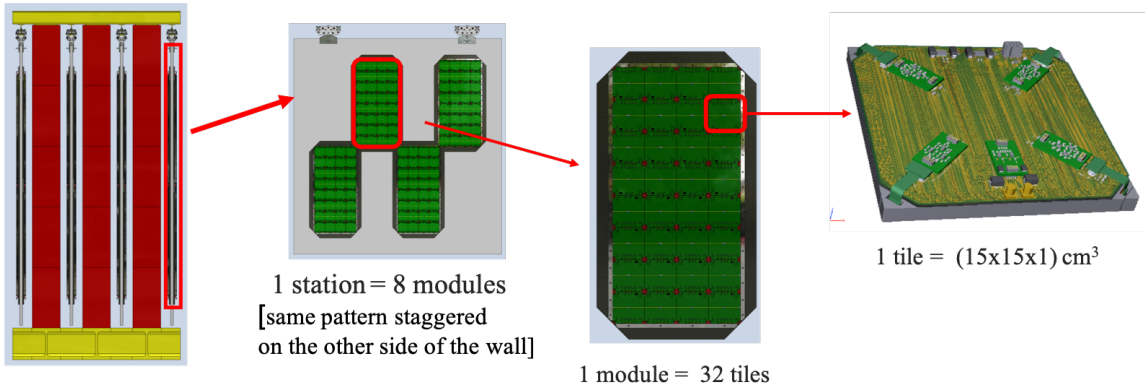 1 station = 8 modules
[same pattern staggered
on the other side of the wall]
1 module = 32 tiles
1 tile = (15x15x1) cm³